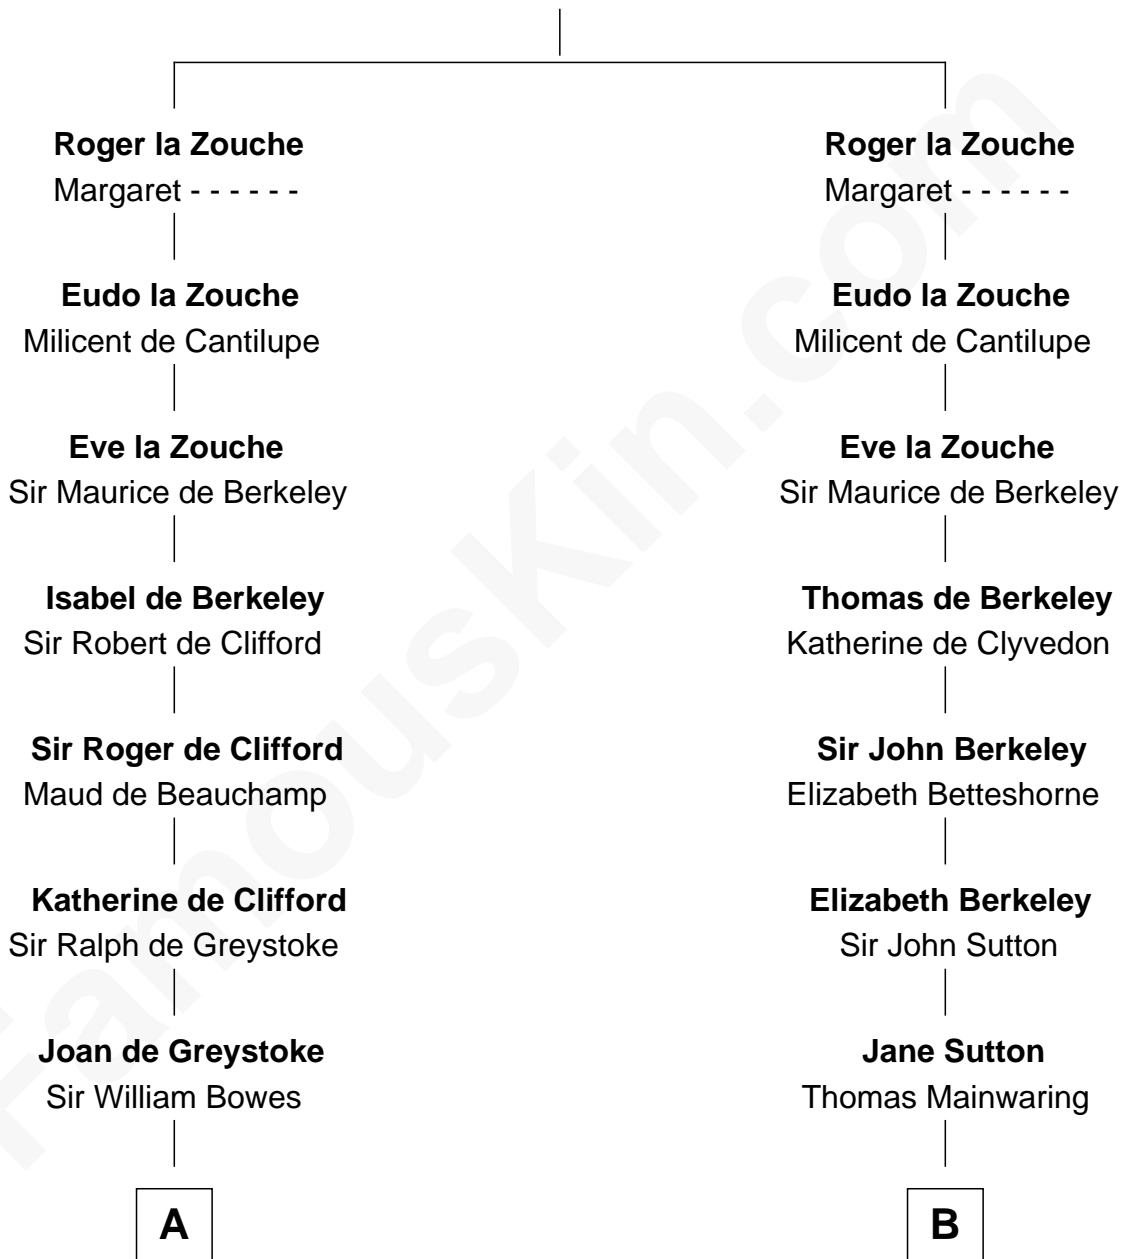 Roger la Zouche
Margaret - - - - - -
Eudo la Zouche
Milicent de Cantilupe
Eve la Zouche
Sir Maurice de Berkeley
Isabel de Berkeley
Sir Robert de Clifford
Sir Roger de Clifford
Maud de Beauchamp
Katherine de Clifford
Sir Ralph de Greystoke
Joan de Greystoke
Sir William Bowes
A
Roger la Zouche
Margaret - - - - - -
Eudo la Zouche
Milicent de Cantilupe
Eve la Zouche
Sir Maurice de Berkeley
Thomas de Berkeley
Katherine de Clyvedon
Sir John Berkeley
Elizabeth Betteshorne
Elizabeth Berkeley
Sir John Sutton
Jane Sutton
Thomas Mainwaring
B
FamousKin.com